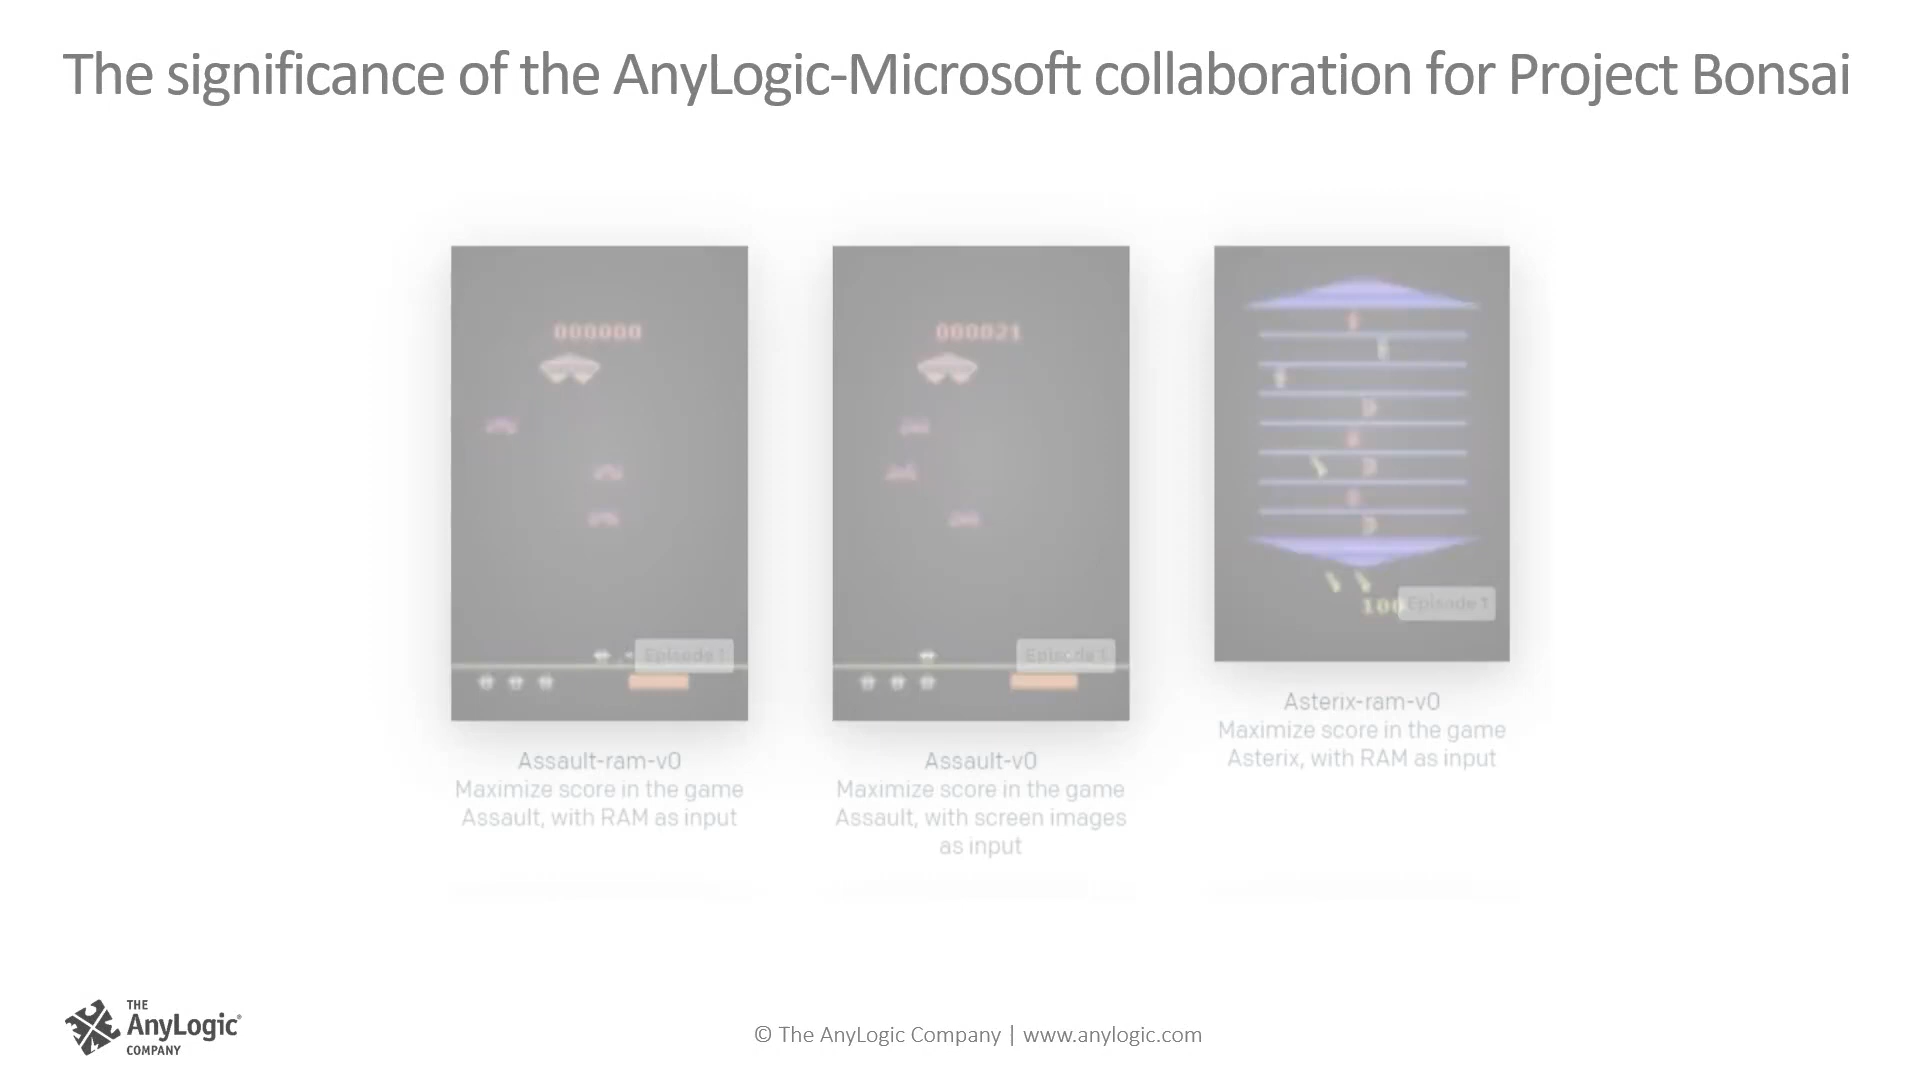 The significance of the AnyLogic-Microsoft collaboration for Project Bonsai
000000
Episode 1
Assault-ram-v0
Maximize score in the game
Assault, with RAM as input
000021
Episode 1
Assault-v0
Maximize score in the game
Assault, with screen images
as input
100
Episode 1
Asterix-ram-v0
Maximize score in the game
Asterix, with RAM as input
THE
AnyLogic®
COMPANY
© The AnyLogic Company | www.anylogic.com